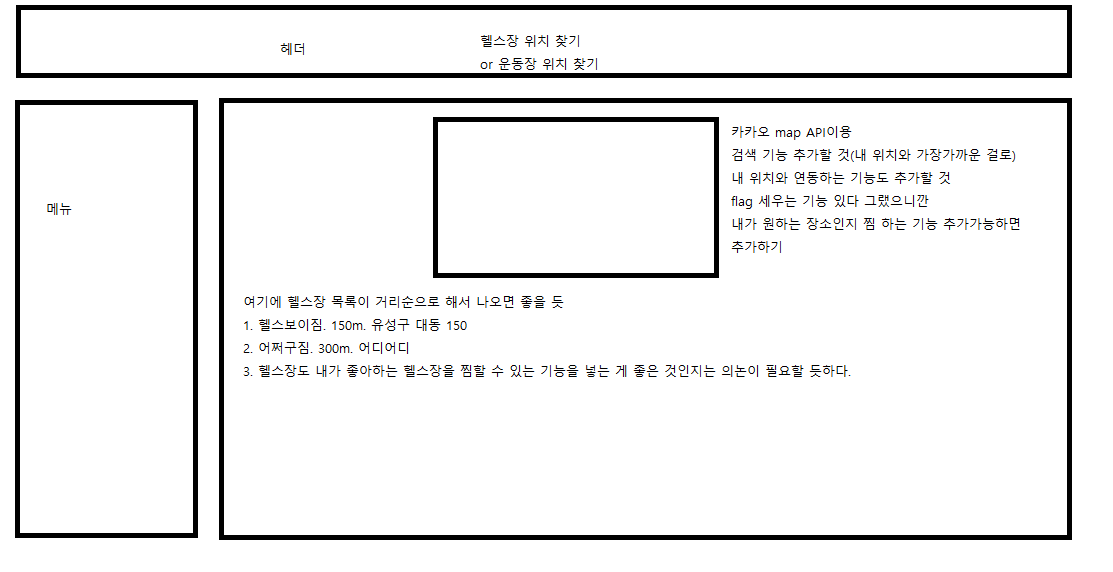 헤더
헬스장 위치 찾기
or 운동장 위치 찾기
메뉴
카카오 map API이용
검색 기능 추가할 것(내 위치와 가장가까운 걸로)
내 위치와 연동하는 기능도 추가할 것
flag 세우는 기능 있다 그랬으니깐
내가 원하는 장소인지 찜 하는 기능 추가가능하면
추가하기
여기에 헬스장 목록이 거리순으로 해서 나오면 좋을 듯
1. 헬스보이짐. 150m. 유성구 대동 150
2. 어쩌구짐. 300m. 어디어디
3. 헬스장도 내가 좋아하는 헬스장을 찜할 수 있는 기능을 넣는 게 좋은 것인지는 의논이 필요할 듯하다.